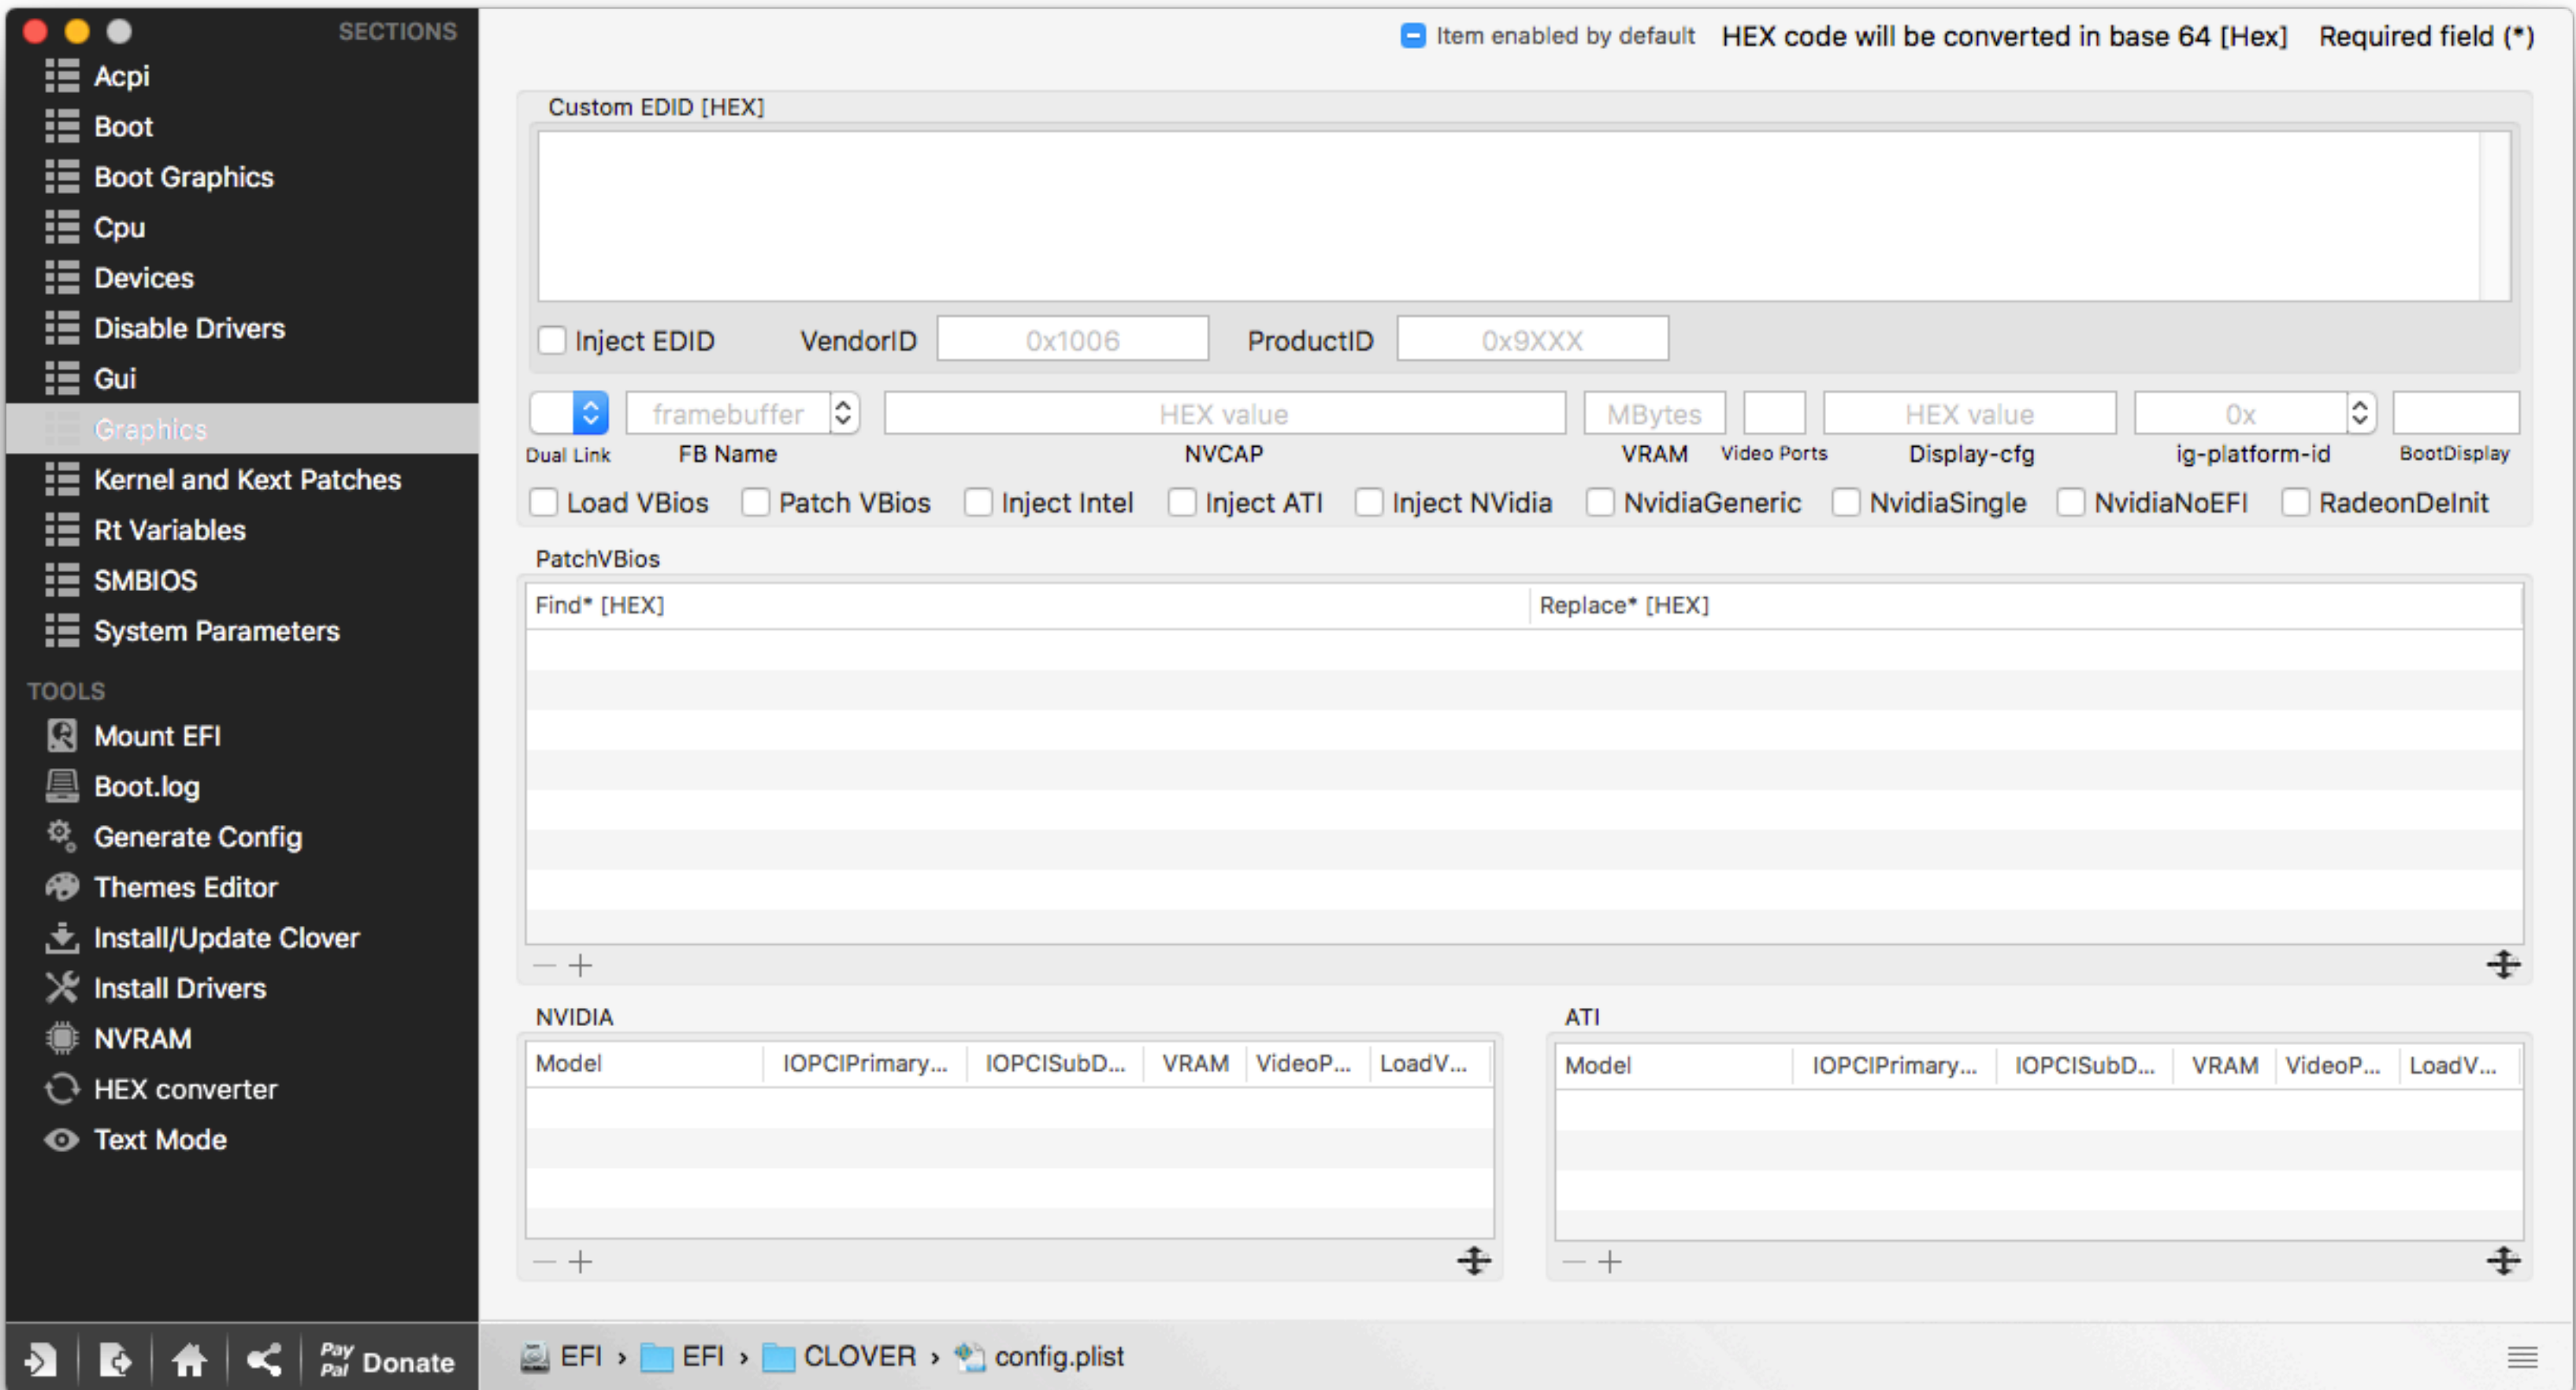 SECTIONS
Acpi
Boot
Boot Graphics
Cpu
Devices
Disable Drivers
Gui
Graphics
Kernel and Kext Patches
Rt Variables
SMBIOS
System Parameters
TOOLS
Mount EFI
Boot.log
Generate Config
Themes Editor
Install/Update Clover
Install Drivers
NVRAM
HEX converter
Text Mode
Pay Pal Donate
Item enabled by default HEX code will be converted in base 64 [Hex] Required field (*)
Custom EDID [HEX]
Inject EDID VendorID 0x1006 ProductID 0x9XXX
framebuffer HEX value MBytes HEX value 0x
Dual Link FB Name NVCAP VRAM Video Ports Display-cfg ig-platform-id BootDisplay
Load VBios Patch VBios Inject Intel Inject ATI Inject NVidia NvidiaGeneric NvidiaSingle NvidiaNoEFI RadeonDeInit
PatchVBios
Find* [HEX] Replace* [HEX]
NVIDIA
Model IOPCIPrimary... IOPCISubD... VRAM VideoP... LoadV...
ATI
Model IOPCIPrimary... IOPCISubD... VRAM VideoP... LoadV...
EFI › EFI › CLOVER › config.plist